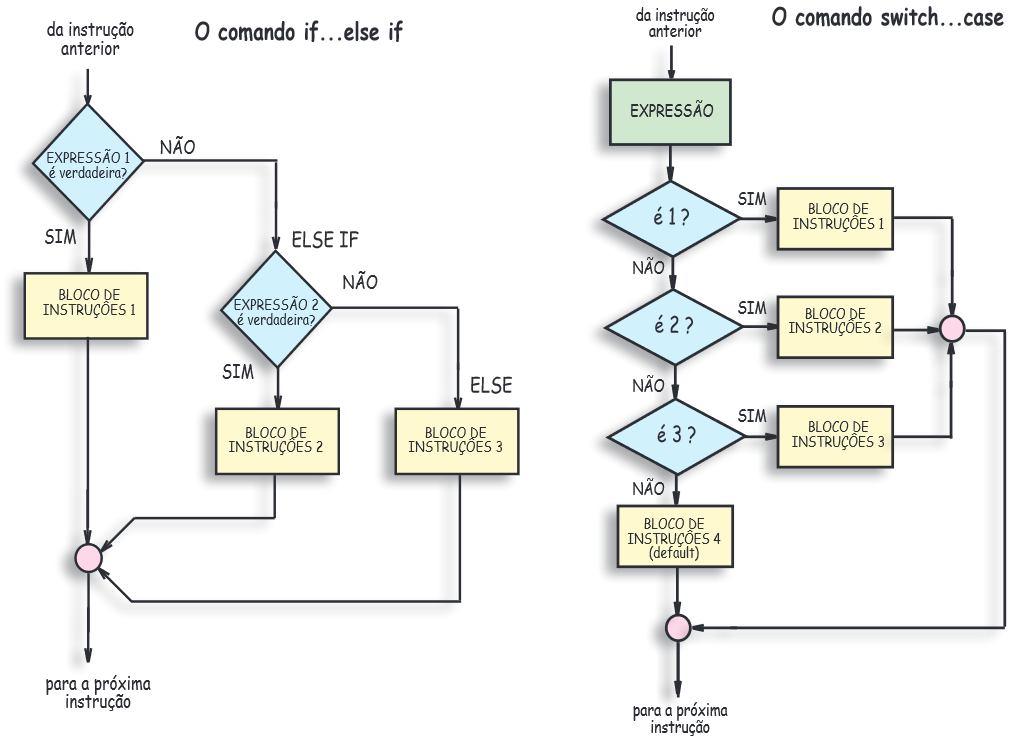 O comando if...else if
da instrução
anterior
EXPRESSÃO 1
é verdadeira?
NÃO
SIM
BLOCO DE
INSTRUÇÕES 1
ELSE IF
EXPRESSÃO 2
é verdadeira?
NÃO
SIM
ELSE
BLOCO DE
INSTRUÇÕES 2
BLOCO DE
INSTRUÇÕES 3
para a próxima
instrução
O comando switch...case
da instrução
anterior
EXPRESSÃO
é 1 ?
SIM
BLOCO DE
INSTRUÇÕES 1
NÃO
é 2 ?
SIM
BLOCO DE
INSTRUÇÕES 2
NÃO
é 3 ?
SIM
BLOCO DE
INSTRUÇÕES 3
NÃO
BLOCO DE
INSTRUÇÕES 4
(default)
para a próxima
instrução